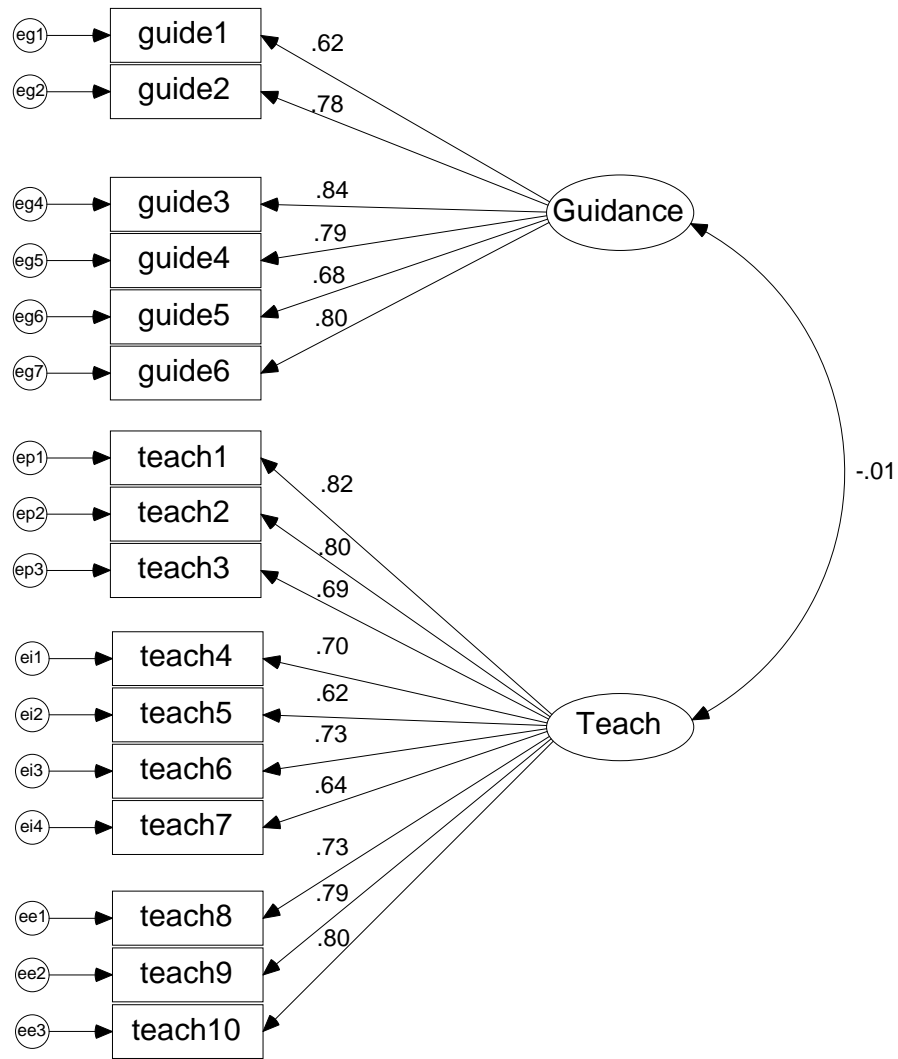 eg1 guide1 .62
eg2 guide2 .78
eg4 guide3 .84 Guidance
eg5 guide4 .79
eg6 guide5 .68
eg7 guide6 .80
ep1 teach1 .82 -.01
ep2 teach2 .80
ep3 teach3 .69
ei1 teach4 .70
ei2 teach5 .62 Teach
ei3 teach6 .73
ei4 teach7 .64
ee1 teach8 .73
ee2 teach9 .79
ee3 teach10 .80